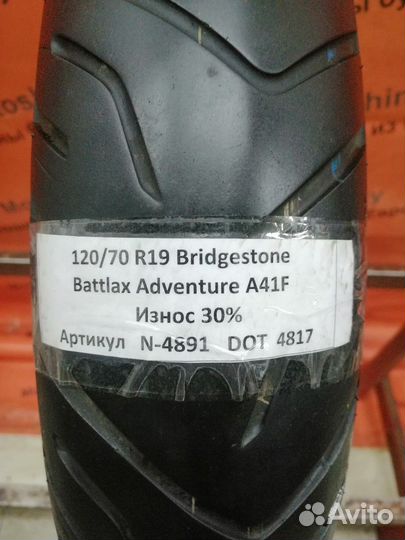 120/70 R19 Bridgestone
Battlax Adventure A41F
Износ 30%
Артикул N-4891 DOT 4817
Avito